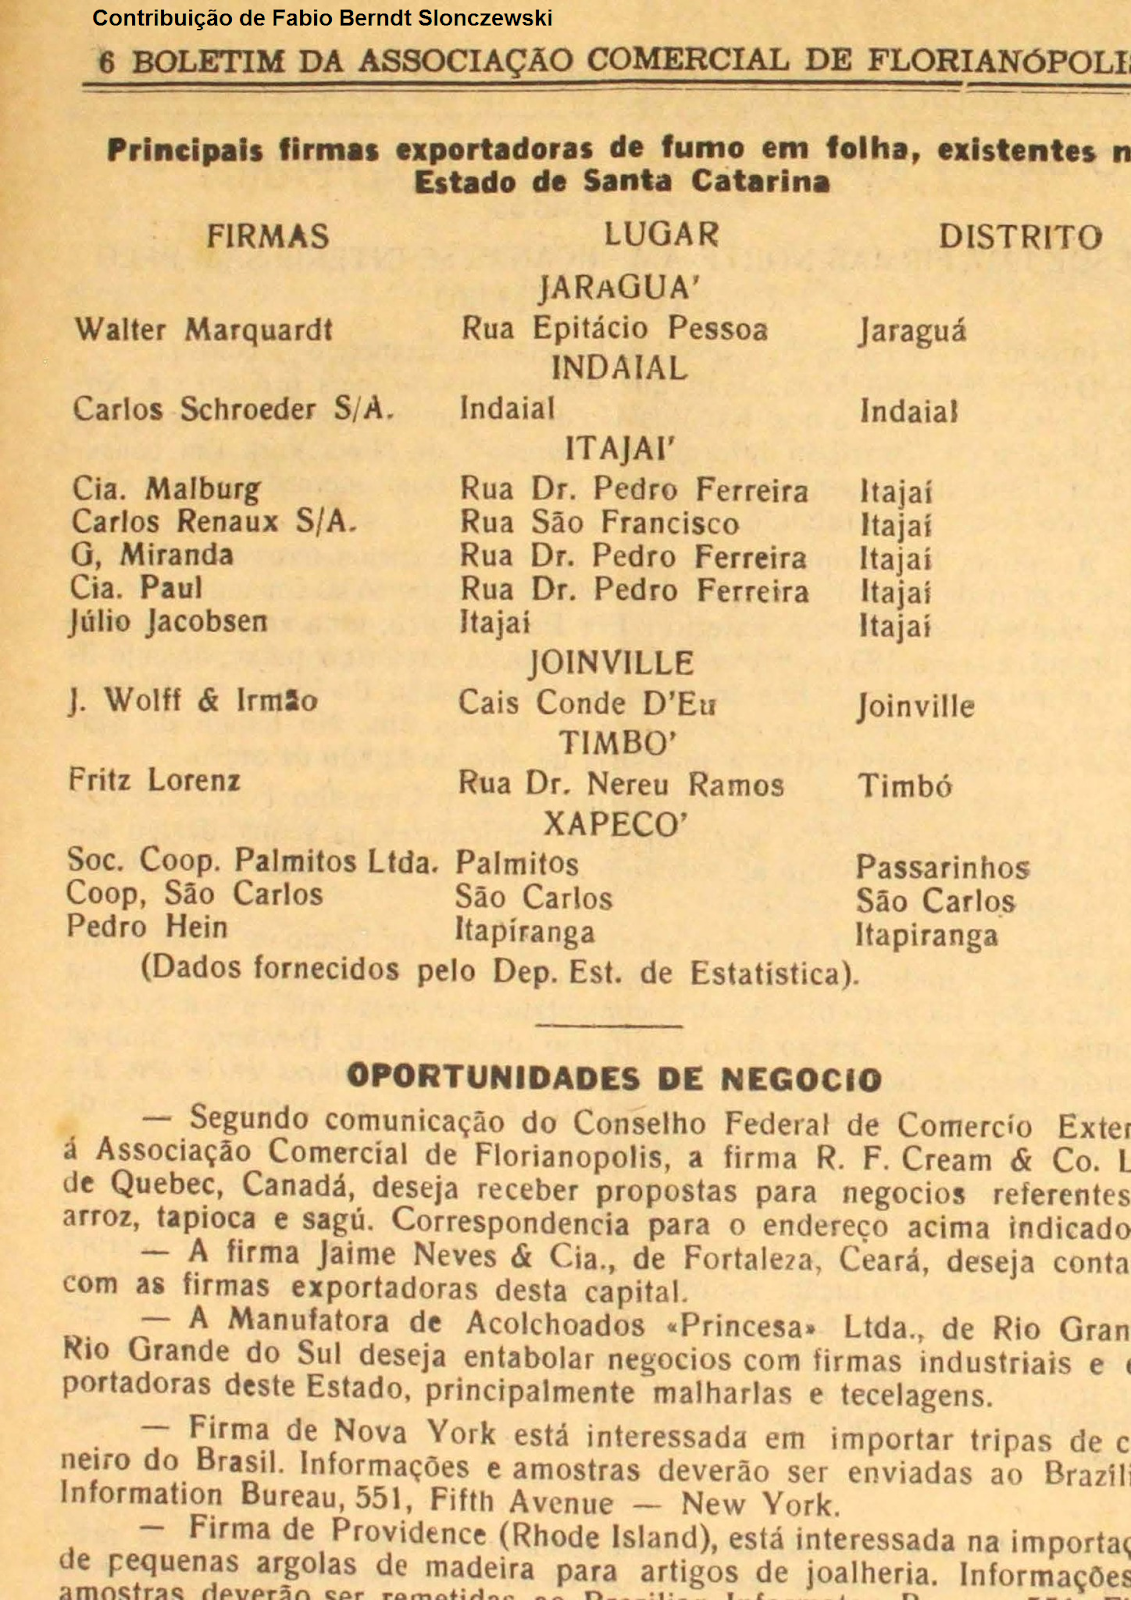 Contribuição de Fabio Berndt Slonczewski
6 BOLETIM DA ASSOCIAÇÃO COMERCIAL DE FLORIANÓPOLIS
Principais firmas exportadoras de fumo em folha, existentes n
Estado de Santa Catarina
FIRMAS LUGAR DISTRITO
JARAGUA'
Walter Marquardt Rua Epitácio Pessoa Jaraguá
INDAIAL
Carlos Schroeder S/A. Indaial Indaial
ITAJAI'
Cia. Malburg Rua Dr. Pedro Ferreira Itajaí
Carlos Renaux S/A. Rua São Francisco Itajaí
G, Miranda Rua Dr. Pedro Ferreira Itajaí
Cia. Paul Rua Dr. Pedro Ferreira Itajaí
Júlio Jacobsen Itajaí Itajaí
JOINVILLE
J. Wolff & Irmão Cais Conde D'Eu Joinville
TIMBO'
Fritz Lorenz Rua Dr. Nereu Ramos Timbó
XAPECO'
Soc. Coop. Palmitos Ltda. Palmitos Passarinhos
Coop, São Carlos São Carlos São Carlos
Pedro Hein Itapiranga Itapiranga
(Dados fornecidos pelo Dep. Est. de Estatística).
OPORTUNIDADES DE NEGOCIO
— Segundo comunicação do Conselho Federal de Comercio Exter
á Associação Comercial de Florianopolis, a firma R. F. Cream & Co. L
de Quebec, Canadá, deseja receber propostas para negocios referentes
arroz, tapioca e sagú. Correspondencia para o endereço acima indicado
— A firma Jaime Neves & Cia., de Fortaleza, Ceará, deseja conta
com as firmas exportadoras desta capital.
— A Manufatora de Acolchoados «Princesa» Ltda., de Rio Gran
Rio Grande do Sul deseja entabolar negocios com firmas industriais e e
portadoras deste Estado, principalmente malharias e tecelagens.
— Firma de Nova York está interessada em importar tripas de c
neiro do Brasil. Informações e amostras deverão ser enviadas ao Brazili
Information Bureau, 551, Fifth Avenue — New York.
— Firma de Providence (Rhode Island), está interessada na importaç
de pequenas argolas de madeira para artigos de joalheria. Informações
amostras deverão ser remetidas ao Brazilian